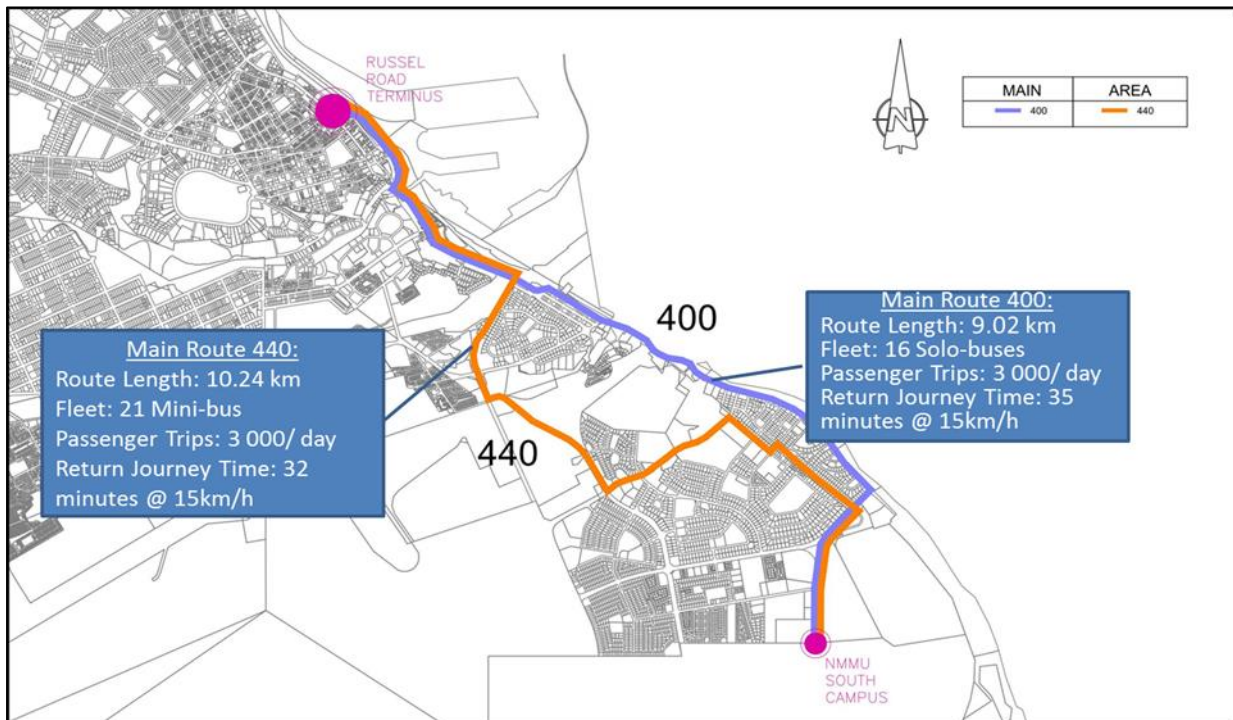 RUSSEL
ROAD
TERMINUS
N
MAIN AREA
400 440
400
Main Route 400:
Route Length: 9.02 km
Fleet: 16 Solo-buses
Passenger Trips: 3 000/ day
Return Journey Time: 35
minutes @ 15km/h
Main Route 440:
Route Length: 10.24 km
Fleet: 21 Mini-bus
Passenger Trips: 3 000/ day
Return Journey Time: 32
minutes @ 15km/h
440
NMMU
SOUTH
CAMPUS